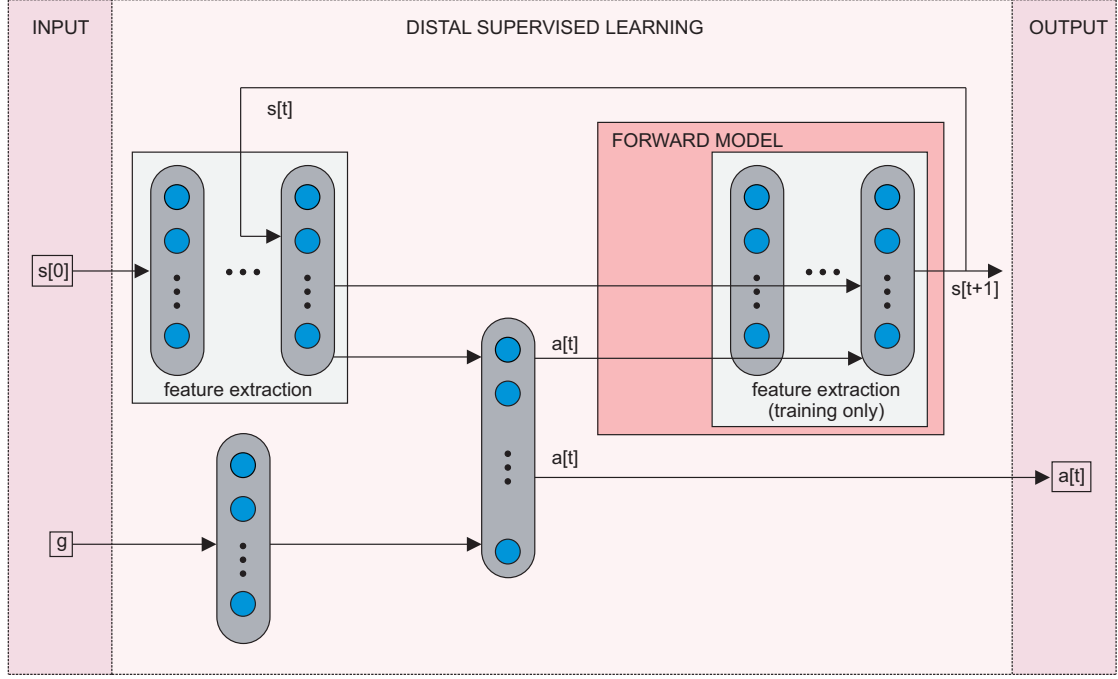 INPUT
DISTAL SUPERVISED LEARNING
OUTPUT
s[t]
FORWARD MODEL
s[0]
s[t+1]
a[t]
feature extraction
feature extraction
(training only)
a[t]
a[t]
g